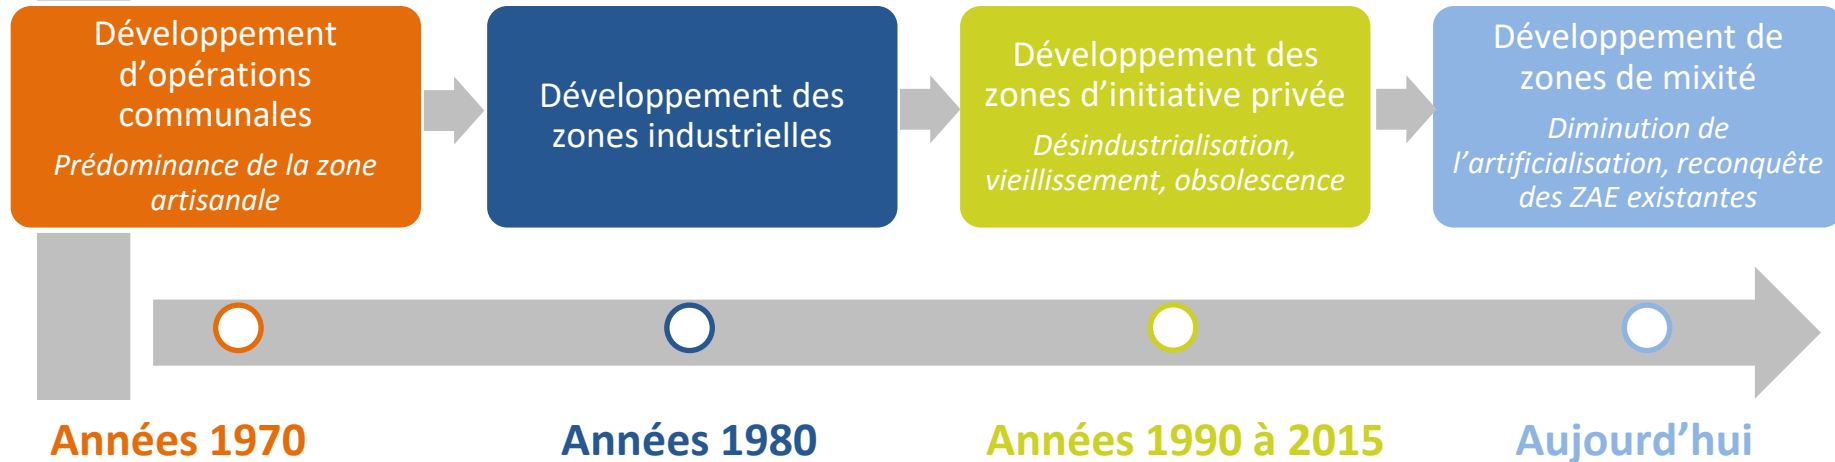 Développement
d’opérations
communales
Prédominance de la zone
artisanale
Développement des
zones industrielles
Développement des
zones d’initiative privée
Désindustrialisation,
vieillissement, obsolescence
Développement de
zones de mixité
Diminution de
l’artificialisation, reconquête
des ZAE existantes
Années 1970
Années 1980
Années 1990 à 2015
Aujourd’hui